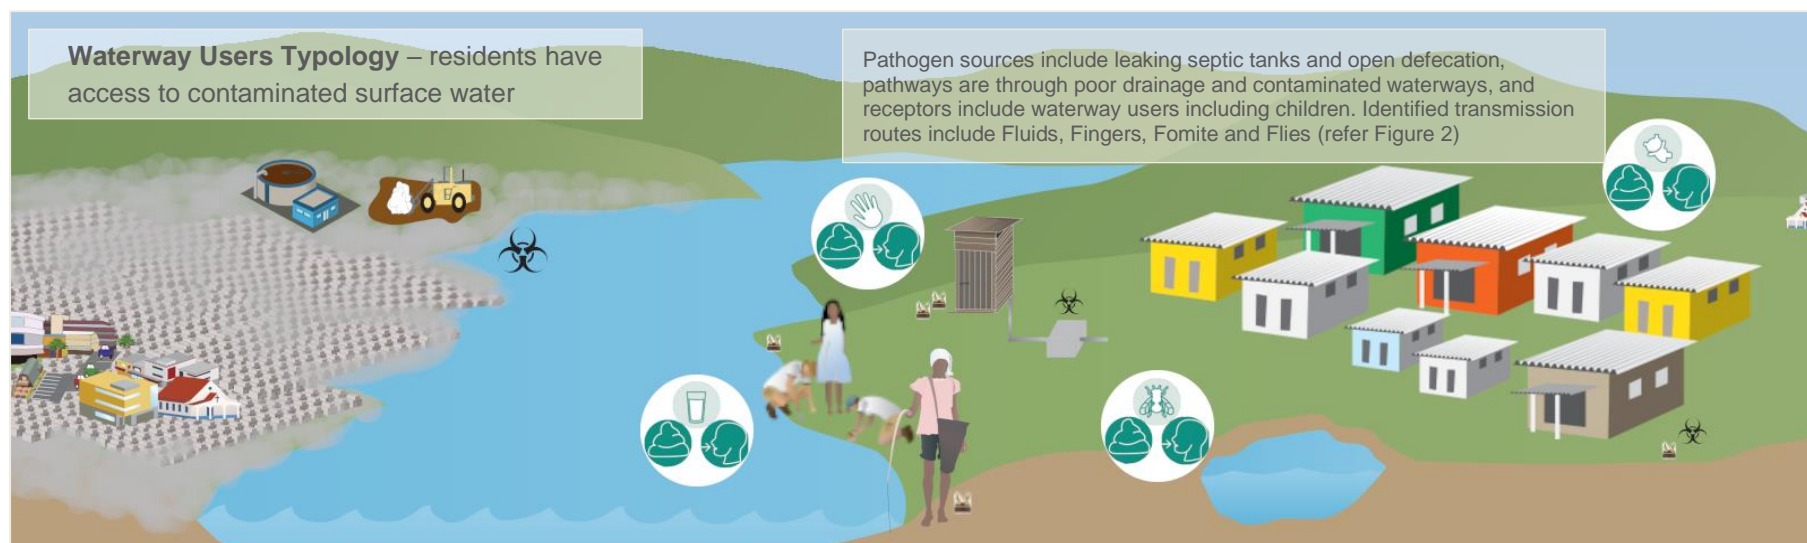 Waterway Users Typology – residents have
access to contaminated surface water
Pathogen sources include leaking septic tanks and open defecation,
pathways are through poor drainage and contaminated waterways, and
receptors include waterway users including children. Identified transmission
routes include Fluids, Fingers, Fomite and Flies (refer Figure 2)